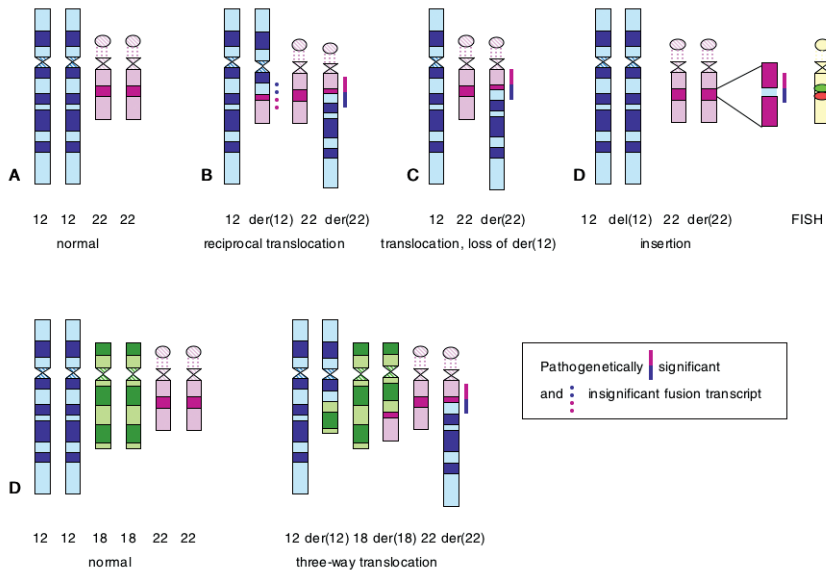 A
B
C
D
12 12 22 22
12 der(12) 22 der(22)
12 22 der(22)
12 del(12) 22 der(22)
FISH
normal
reciprocal translocation
translocation, loss of der(12)
insertion
Pathogenetically significant
and insignificant fusion transcript
D
12 12 18 18 22 22
12 der(12) 18 der(18) 22 der(22)
normal
three-way translocation